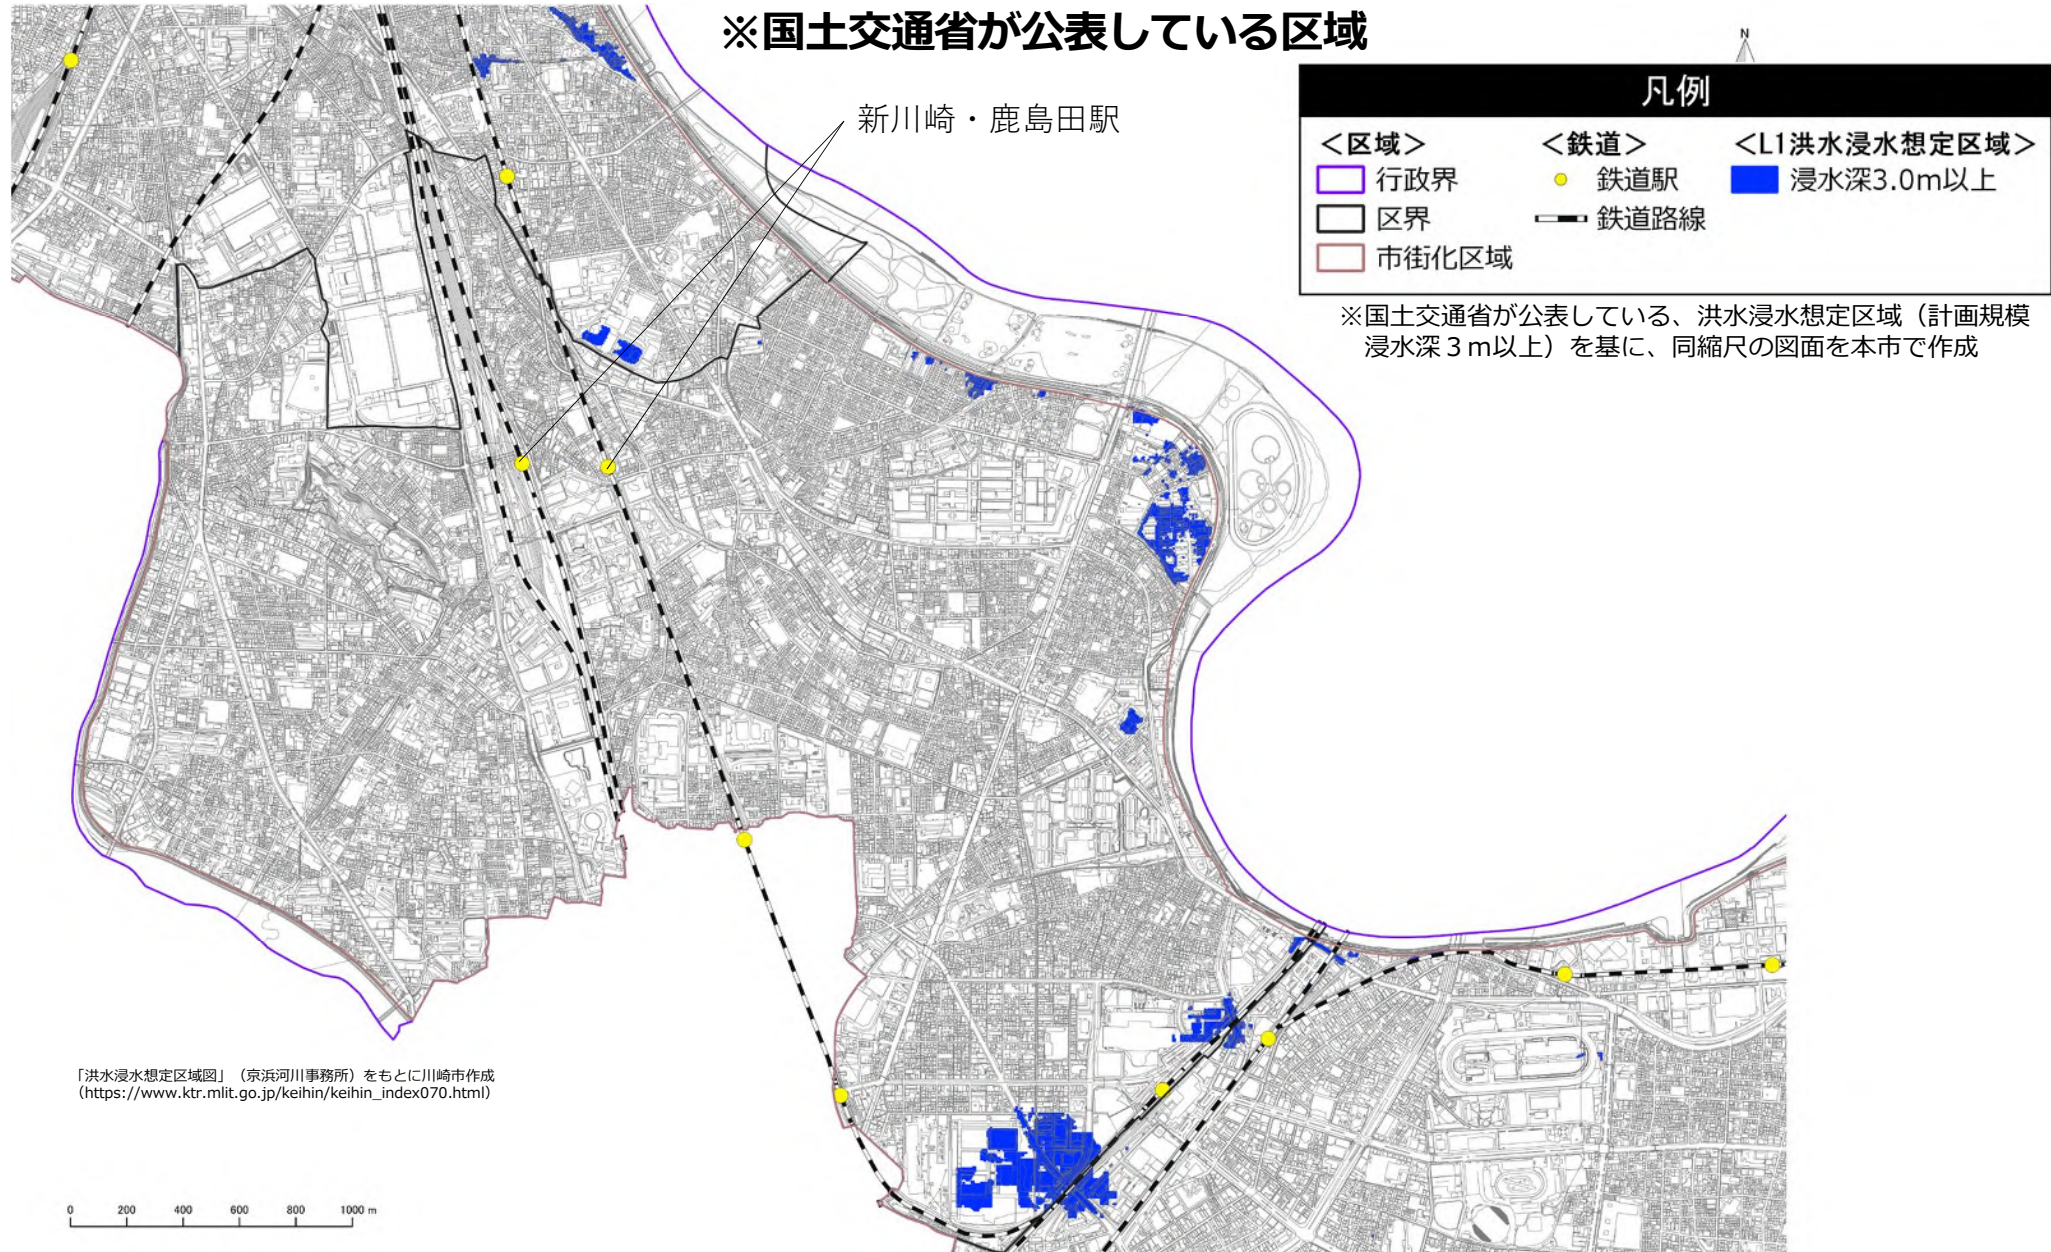 ※国土交通省が公表している区域
N
新川崎・鹿島田駅
凡例
＜区域＞
行政界
区界
市街化区域
＜鉄道＞
鉄道駅
鉄道路線
＜L1洪水浸水想定区域＞
浸水深3.0m以上
※国土交通省が公表している、洪水浸水想定区域（計画規模
浸水深３ｍ以上）を基に、同縮尺の図面を本市で作成
「洪水浸水想定区域図」（京浜河川事務所）をもとに川崎市作成
（https://www.ktr.mlit.go.jp/keihin/keihin_index070.html）
0 200 400 600 800 1000 m